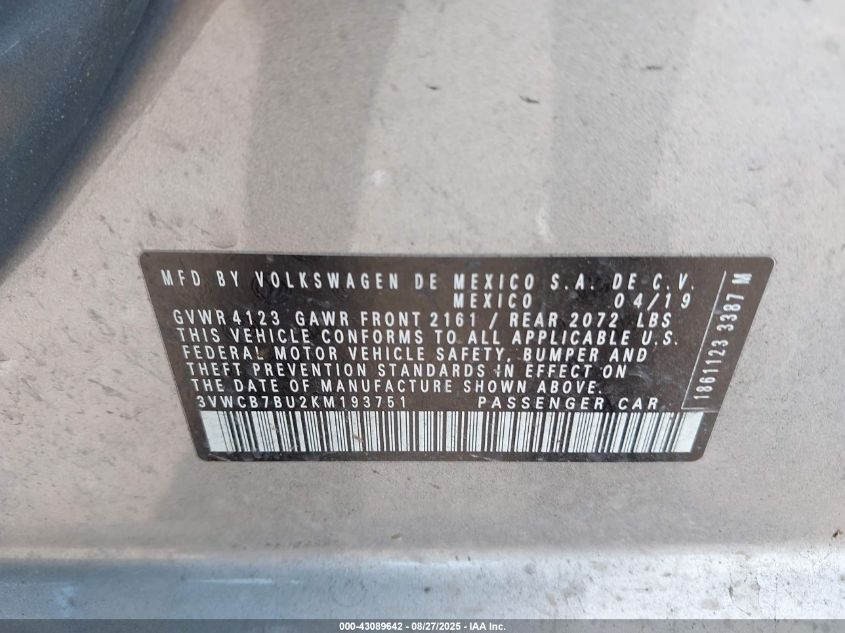 MFD BY VOLKSWAGEN DE MEXICO S.A. DE C.V.
MEXICO 04/19
GVWR 4123 GAWR FRONT 2161 / REAR 2072 LBS
THIS VEHICLE CONFORMS TO ALL APPLICABLE U.S.
FEDERAL MOTOR VEHICLE SAFETY, BUMPER AND
THEFT PREVENTION STANDARDS IN EFFECT ON
THE DATE OF MANUFACTURE SHOWN ABOVE.
3VWCB7BU2KM193751 PASSENGER CAR
1861123 3387 M
000-43089642 - 08/27/2025 - IAA Inc.